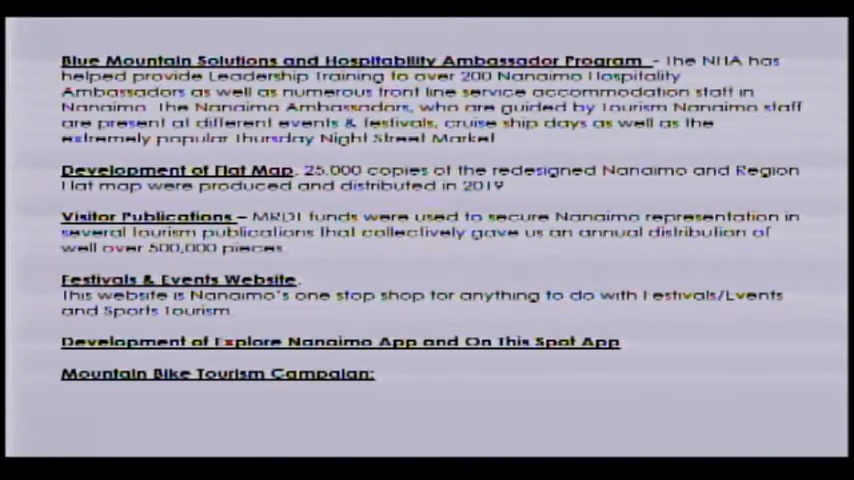 Blue Mountain Solutions and Hospitability Ambassador Program - The NHA has
helped provide Leadership Training to over 200 Nanaimo Hospitality
Ambassadors as well as numerous front line service accommodation staff in
Nanaimo. The Nanaimo Ambassadors, who are guided by Tourism Nanaimo staff
are present at different events & festivals, cruise ship days as well as the
extremely popular Thursday Night Street Market
Development of Flat Map. 25,000 copies of the redesigned Nanaimo and Region
Flat map were produced and distributed in 2019
Visitor Publications – MRDT funds were used to secure Nanaimo representation in
several tourism publications that collectively gave us an annual distribution of
well over 500,000 pieces.
Festivals & Events Website.
This website is Nanaimo's one stop shop for anything to do with Festivals/Events
and Sports Tourism.
Development of Explore Nanaimo App and On This Spot App
Mountain Bike Tourism Campaign: